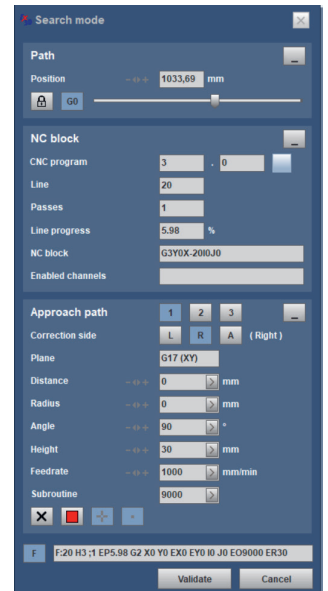 Search mode
Path
Position 1033,69 mm
G0
NC block
CNC program 3 . 0
Line 20
Passes 1
Line progress 5.98 %
NC block G3Y0X-20I0J0
Enabled channels
Approach path 1 2 3
Correction side L R A (Right)
Plane G17 (XY)
Distance 0 mm
Radius 0 mm
Angle 90 °
Height 30 mm
Feedrate 1000 mm/min
Subroutine 9000
F F:20 H3 ;1 EP5.98 G2 X0 Y0 EX0 EY0 I0 J0 EO9000 ER30
Validate Cancel